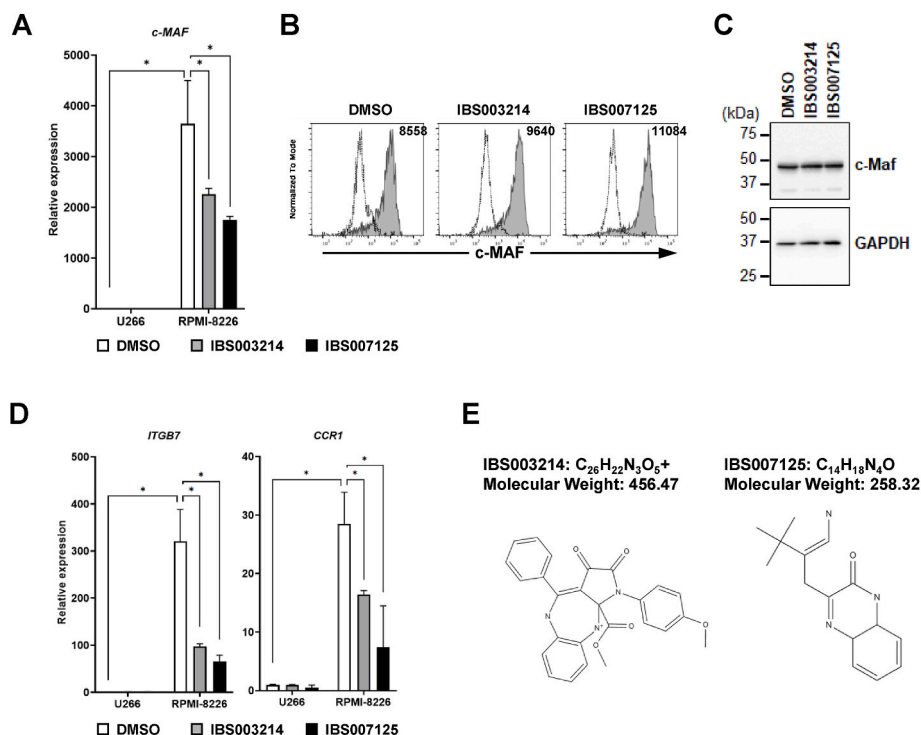 A
c-MAF
Relative expression
5000
4000
3000
2000
1000
0
*
*
*
U266
RPMI-8226
DMSO
IBS003214
IBS007125
B
DMSO
IBS003214
IBS007125
8558
9640
11084
Normalized To Mode
c-MAF
C
DMSO
IBS003214
IBS007125
(kDa)
75
50
37
c-Maf
50
37
25
GAPDH
D
ITGB7
Relative expression
500
400
300
200
100
0
*
*
*
U266
RPMI-8226
CCR1
40
30
20
10
0
*
*
*
U266
RPMI-8226
DMSO
IBS003214
IBS007125
E
IBS003214: C26H22N3O5+
Molecular Weight: 456.47
O
O
N
N
N+
O
O
O
IBS007125: C14H18N4O
Molecular Weight: 258.32
N
O
N
N